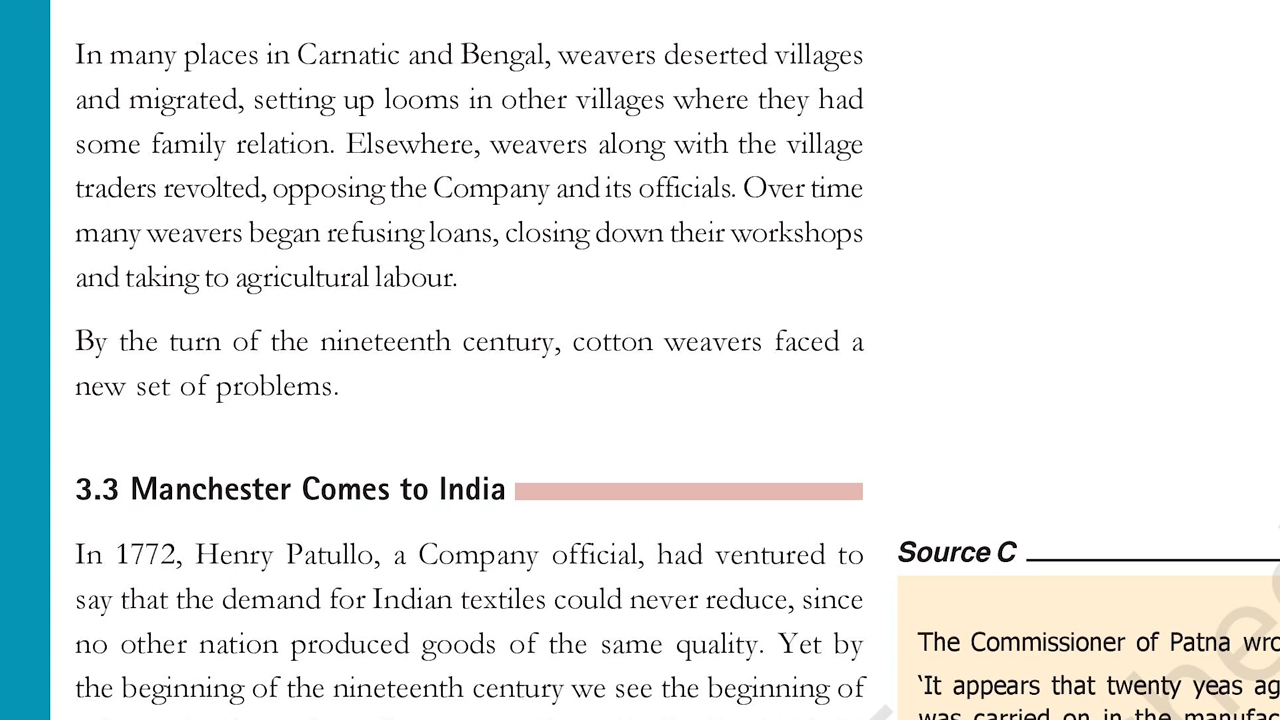 In many places in Carnatic and Bengal, weavers deserted villages
and migrated, setting up looms in other villages where they had
some family relation. Elsewhere, weavers along with the village
traders revolted, opposing the Company and its officials. Over time
many weavers began refusing loans, closing down their workshops
and taking to agricultural labour.
By the turn of the nineteenth century, cotton weavers faced a
new set of problems.
3.3 Manchester Comes to India
In 1772, Henry Patullo, a Company official, had ventured to
say that the demand for Indian textiles could never reduce, since
no other nation produced goods of the same quality. Yet by
the beginning of the nineteenth century we see the beginning of
Source C
The Commissioner of Patna
‘It appears that twenty yeas
was carried on in the